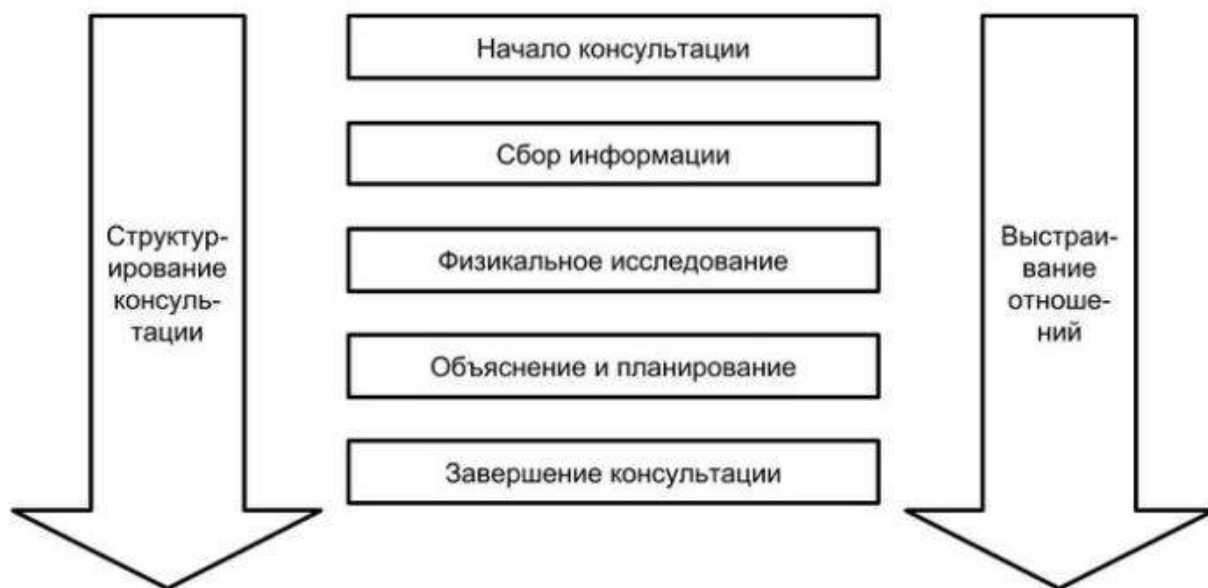 Начало консультации
Сбор информации
Структур-
ирование
консуль-
тации
Физикальное исследование
Выстраи-
вание
отноше-
ний
Объяснение и планирование
Завершение консультации